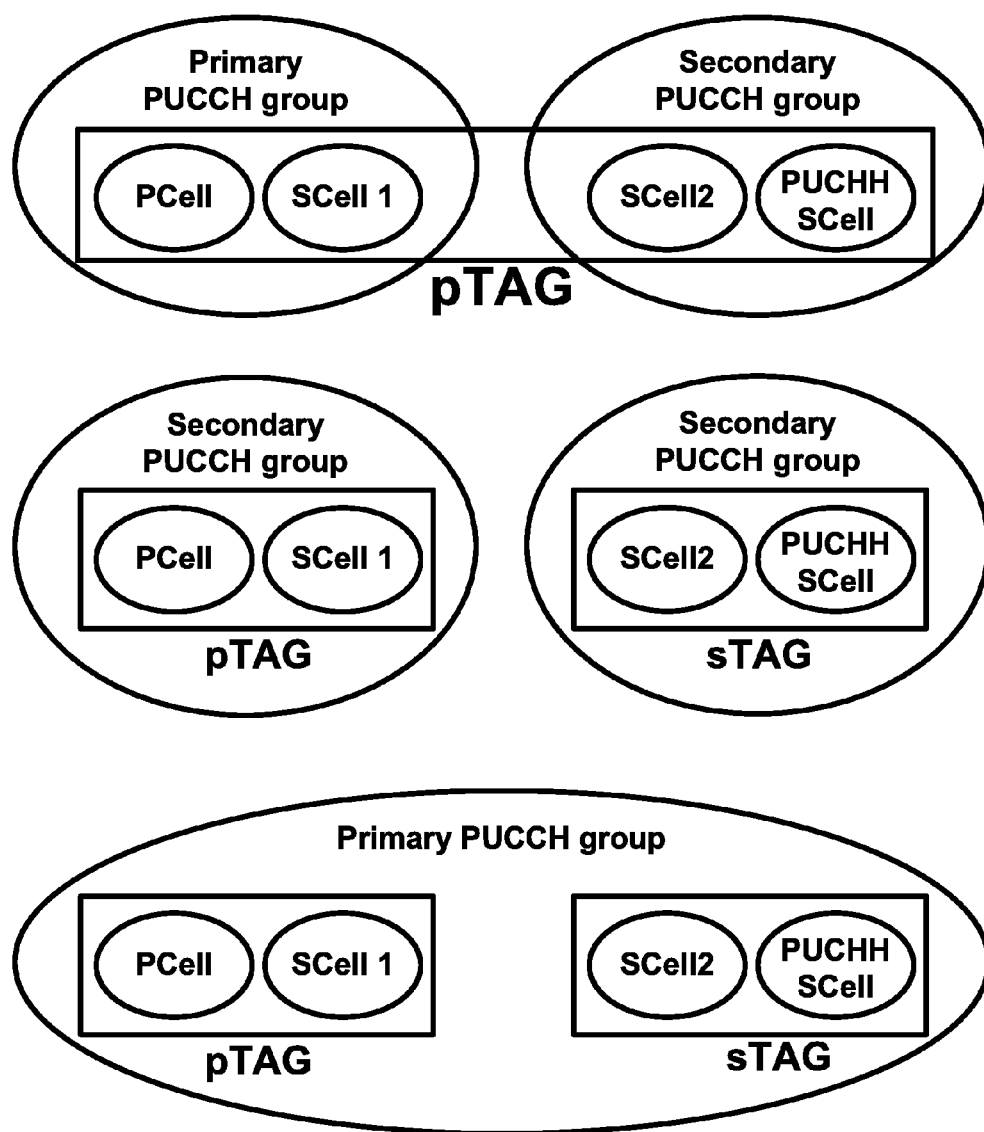 Primary
PUCCH group
Secondary
PUCCH group
PCell
SCell 1
SCell2
PUCHH
SCell
pTAG
Secondary
PUCCH group
Secondary
PUCCH group
PCell
SCell 1
SCell2
PUCHH
SCell
pTAG
sTAG
Primary PUCCH group
PCell
SCell 1
SCell2
PUCHH
SCell
pTAG
sTAG